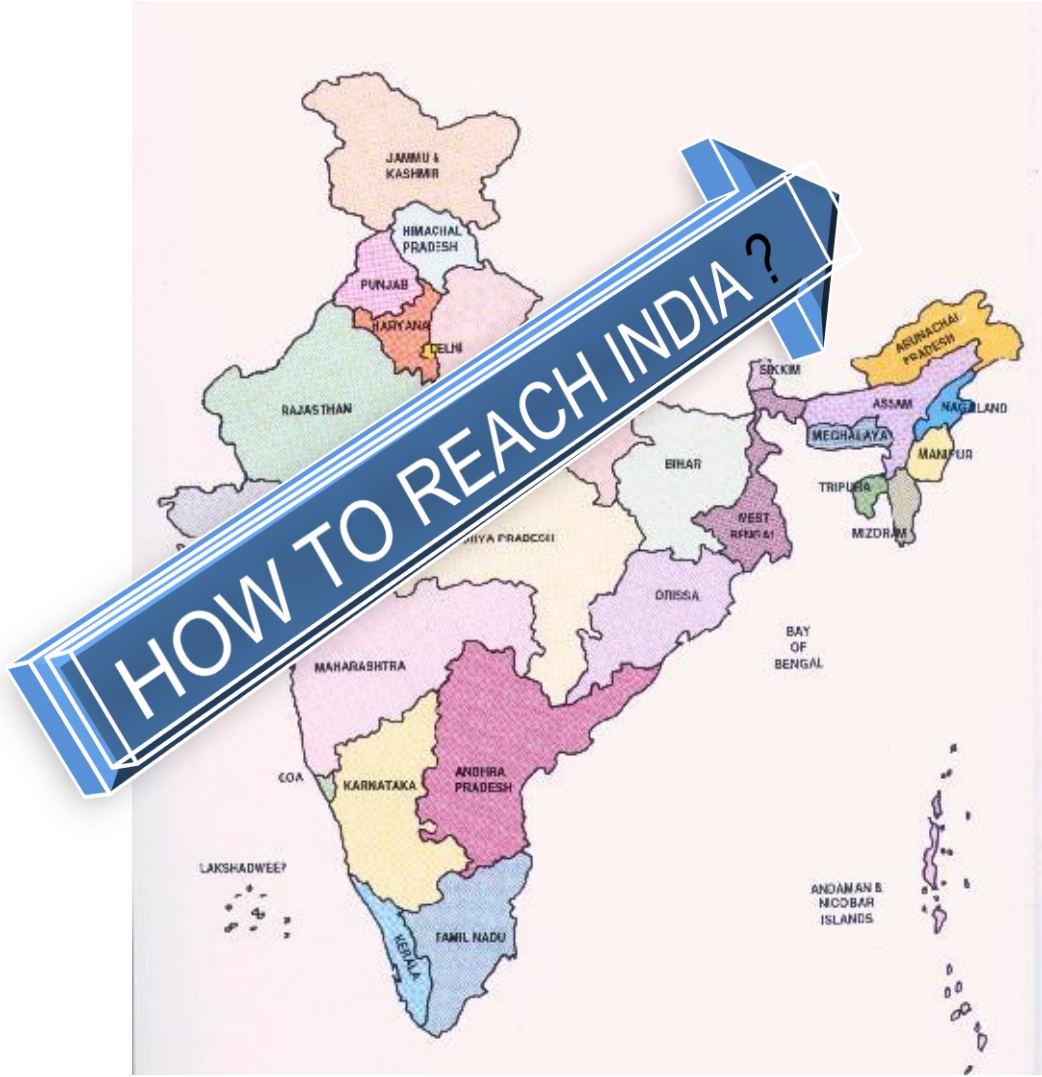 JAMMU &
KASHMIR
HIMACHAL
PRADESH
PUNJAB
HARYANA
DELHI
RAJASTHAN
HOW TO REACH INDIA ?
SIKKIM
ARUNACHAL
PRADESH
ASSAM
NAGALAND
MEGHALAYA
MANIPUR
TRIPURA
MIZORAM
BIHAR
WEST
BENGAL
PRADESH
ORISSA
BAY
OF
BENGAL
MAHARASHTRA
GOA
KARNATAKA
ANDHRA
PRADESH
LAKSHADWEEP
ANDAMAN &
NICOBAR
ISLANDS
KERALA
TAMIL NADU